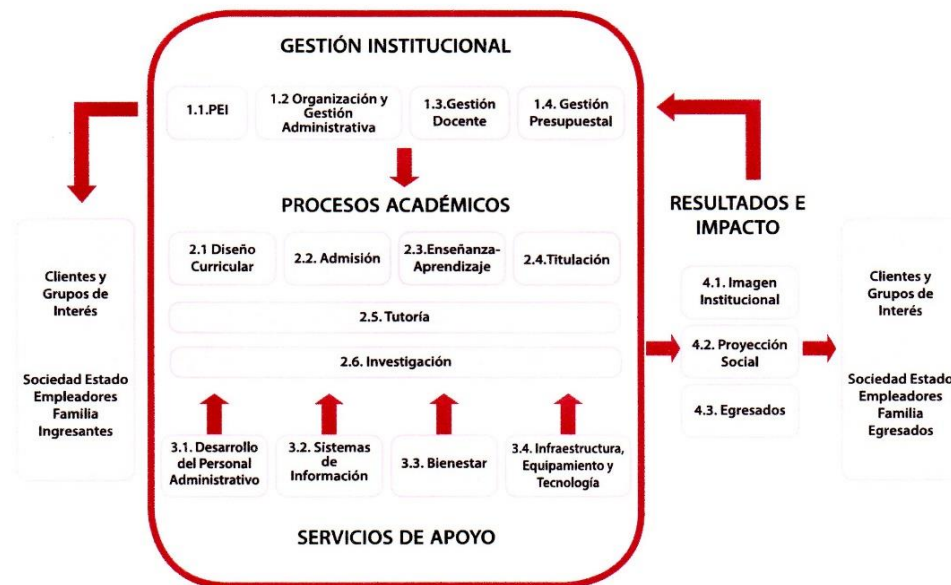 GESTIÓN INSTITUCIONAL
1.1.PEI
1.2 Organización y
Gestión
Administrativa
1.3.Gestión
Docente
1.4. Gestión
Presupuestal
PROCESOS ACADÉMICOS
2.1 Diseño
Curricular
2.2. Admisión
2.3.Enseñanza-
Aprendizaje
2.4.Titulación
2.5. Tutoría
2.6. Investigación
3.1. Desarrollo
del Personal
Administrativo
3.2. Sistemas
de
Información
3.3. Bienestar
3.4. Infraestructura,
Equipamiento y
Tecnología
SERVICIOS DE APOYO
Clientes y
Grupos de
Interés
Sociedad Estado
Empleadores
Familia
Ingresantes
RESULTADOS E
IMPACTO
4.1. Imagen
Institucional
4.2. Proyección
Social
4.3. Egresados
Clientes y
Grupos de
Interés
Sociedad Estado
Empleadores
Familia
Egresados